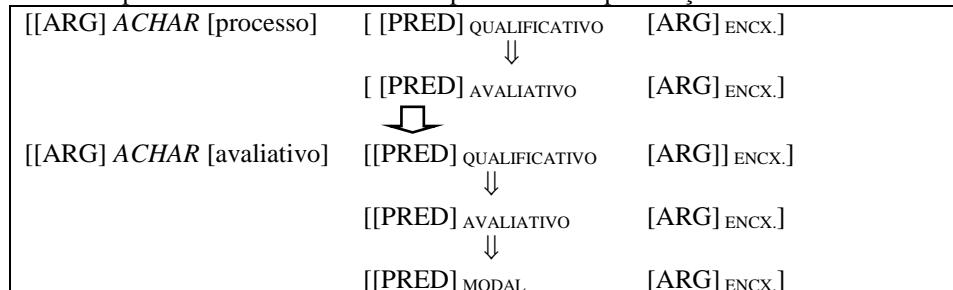 [[ARG] ACHAR [processo] [ [PRED] QUALIFICATIVO [ARG] ENCX.]
⇓
[ [PRED] AVALIATIVO [ARG] ENCX.]
[[ARG] ACHAR [avaliativo] [[PRED] QUALIFICATIVO [ARG]] ENCX.]
⇓
[[PRED] AVALIATIVO [ARG] ENCX.]
⇓
[[PRED] MODAL [ARG] ENCX.]